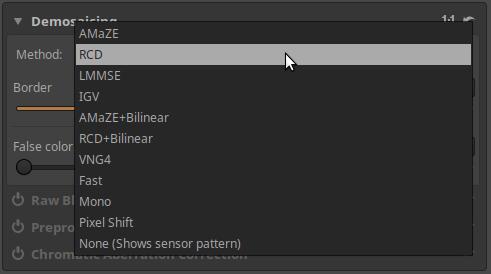 Demosaicing
1:1
Method:
AMaZE
RCD
LMMSE
IGV
AMaZE+Bilinear
RCD+Bilinear
VNG4
Fast
Mono
Pixel Shift
None (Shows sensor pattern)
Border
False color
Raw Bl
Prepro
Chromatic Aberration Correction